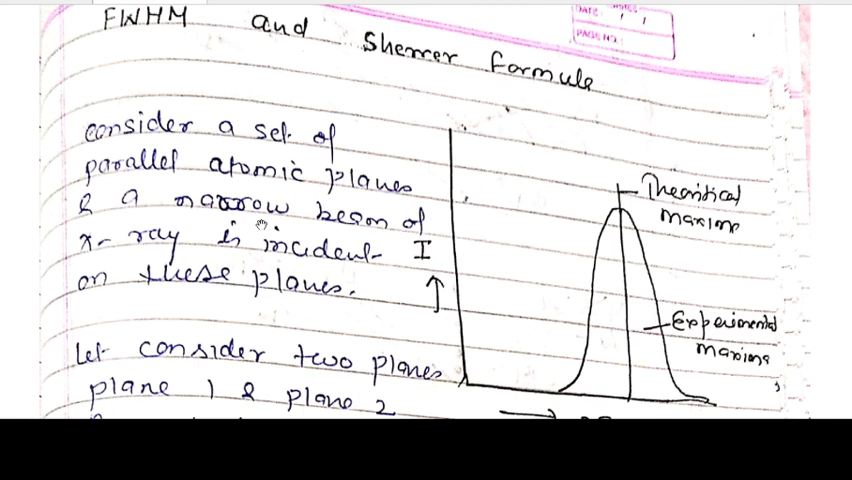 FWHM and Sherrer formule
DATE:
PAGE NO.:
consider a set of
parallel atomic planes
& a narrow beam of
x-ray is incident
on these planes.
I
Theoritical
maxima
Experimental
maxima
Let consider two planes
plane 1 & plane 2